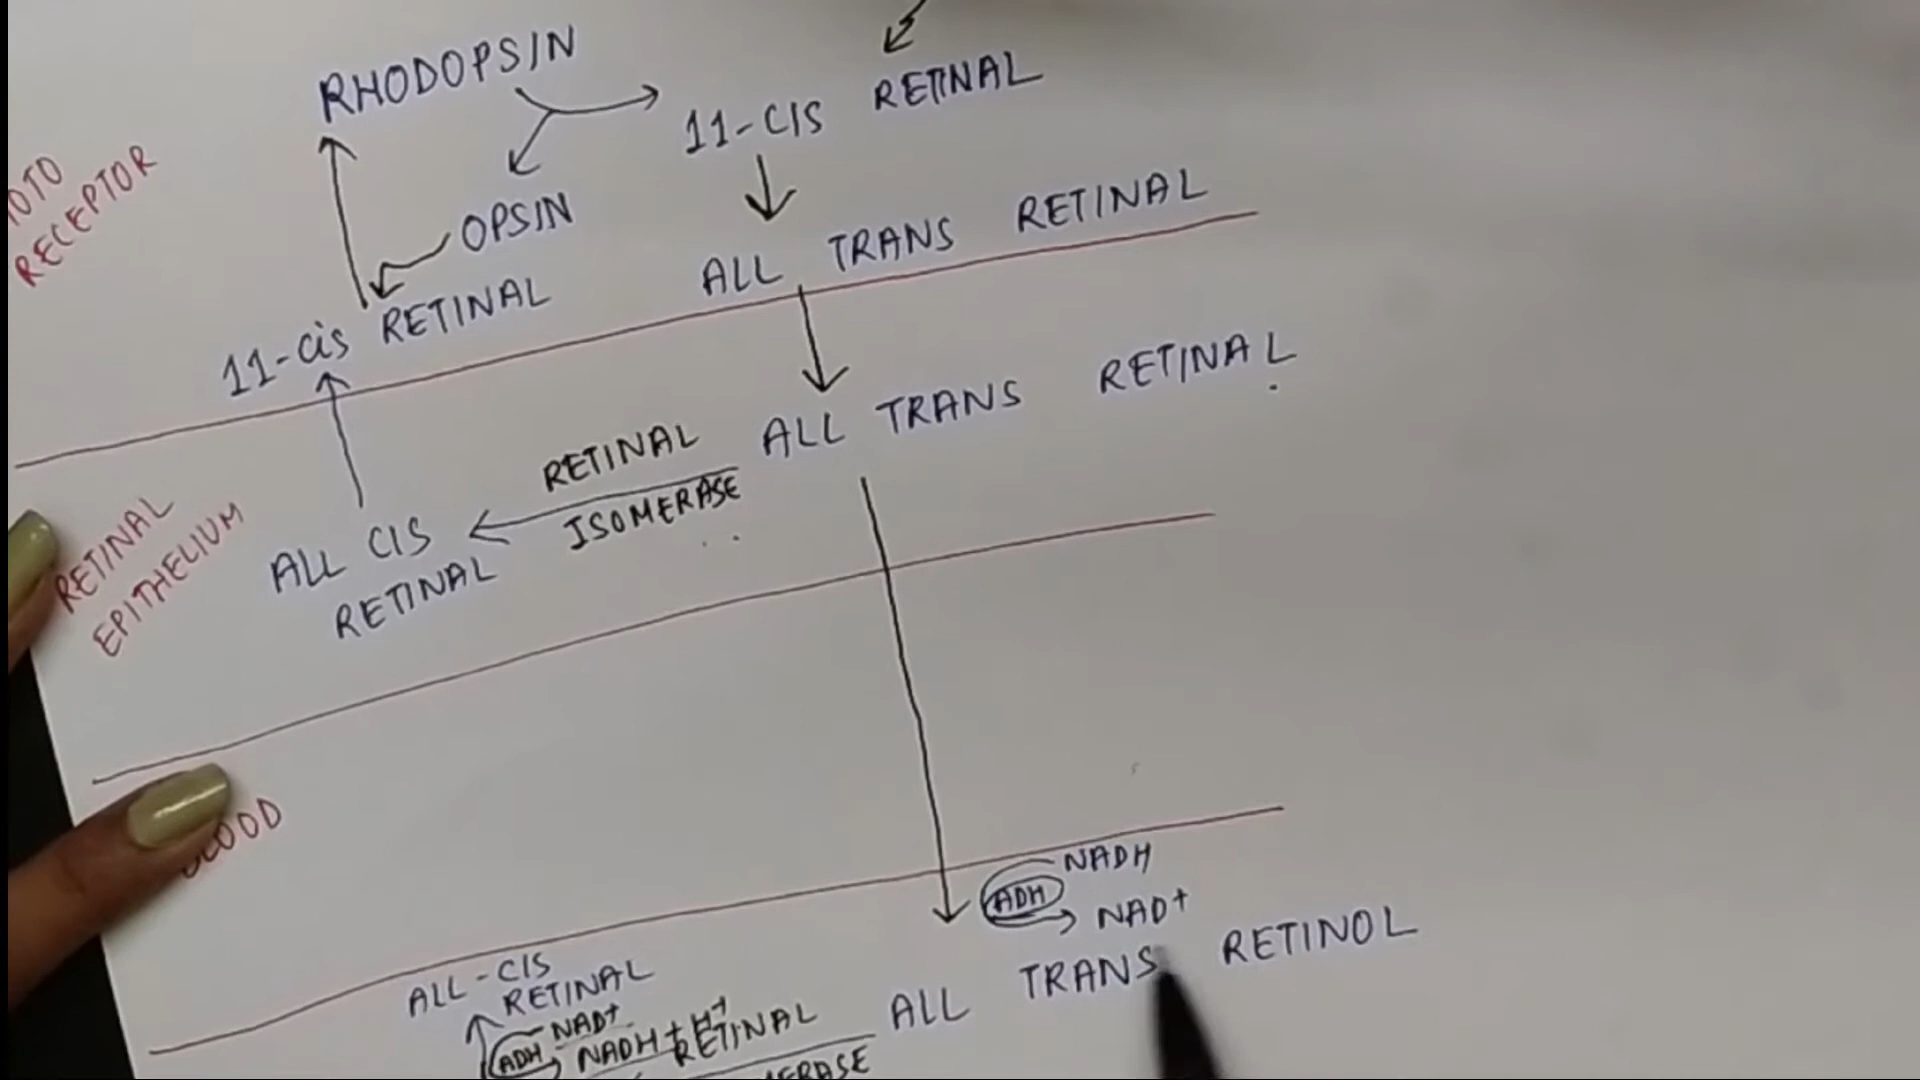 RHODOPSIN
11-CIS RETINAL
RECEPTOR
OPSIN
ALL TRANS RETINAL
11-cis RETINAL
RETINAL
ISOMERASE
ALL TRANS RETINAL
RETINAL
EPITHELIUM
ALL CIS
RETINAL
NADH
ADH
NAD+
ALL TRANS RETINOL
ALL-CIS
RETINAL
NAD+
ADH
NADH + H+
RETINAL